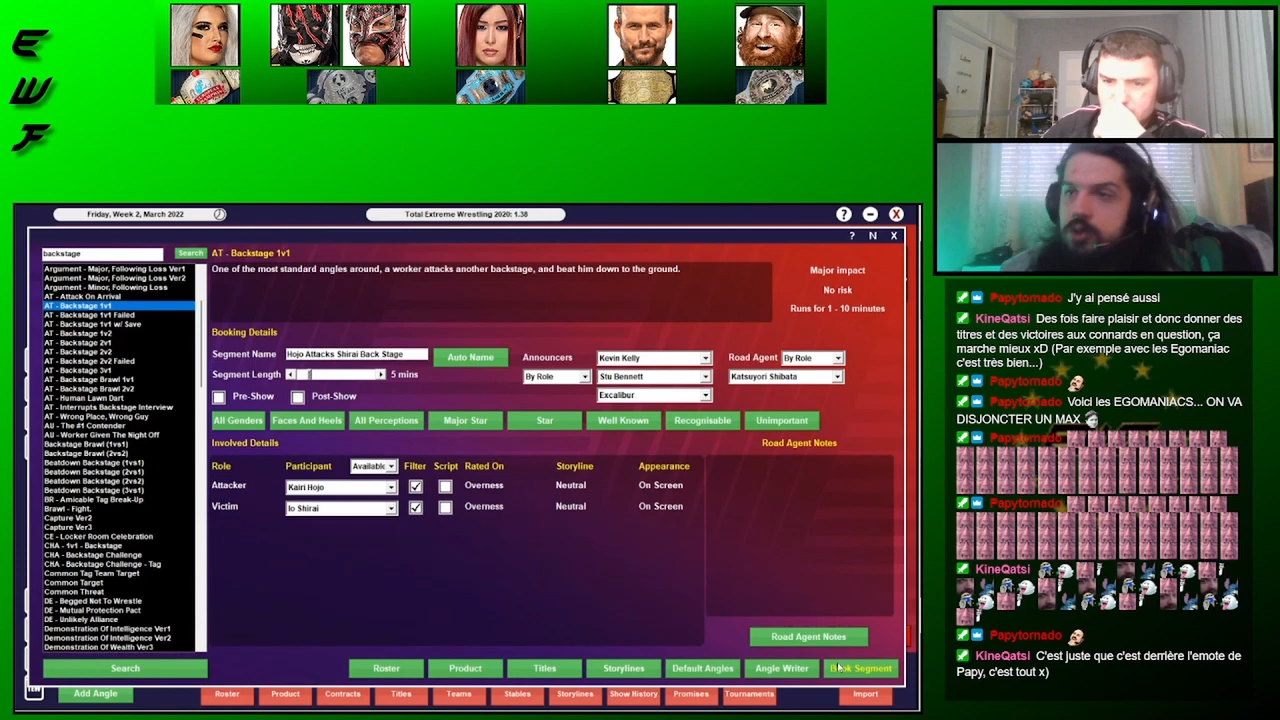 E
W
F
Friday, Week 2, March 2022
Total Extreme Wrestling 2020: 1.38
? – X
? N X
backstage
Search
AT - Backstage 1v1
Argument - Major, Following Loss Ver1
Argument - Major, Following Loss Ver2
Argument - Minor, Following Loss
AT - Attack On Arrival
AT - Backstage 1v1
AT - Backstage 1v1 Failed
AT - Backstage 1v1 w/ Save
AT - Backstage 1v2
AT - Backstage 2v1
AT - Backstage 2v2
AT - Backstage 2v2 Failed
AT - Backstage 3v1
AT - Backstage Brawl 1v1
AT - Backstage Brawl 2v2
AT - Human Lawn Dart
AT - Interrupts Backstage Interview
AT - Wrong Place, Wrong Guy
AU - The #1 Contender
AU - Worker Given The Night Off
Backstage Brawl (1vs1)
Backstage Brawl (2vs2)
Beatdown Backstage (1vs1)
Beatdown Backstage (2vs1)
Beatdown Backstage (2vs2)
Beatdown Backstage (3vs1)
BR - Amicable Tag Break-Up
Brawl - Fight.
Capture Ver2
Capture Ver3
CE - Locker Room Celebration
CHA - 1v1 - Backstage
CHA - Backstage Challenge
CHA - Backstage Challenge - Tag
Common Tag Team Target
Common Target
Common Threat
DE - Begged Not To Wrestle
DE - Mutual Protection Pact
DE - Unlikely Alliance
Demonstration Of Intelligence Ver1
Demonstration Of Intelligence Ver2
Demonstration Of Wealth Ver3
Search
One of the most standard angles around, a worker attacks another backstage, and beat him down to the ground.
Major impact
No risk
Runs for 1 - 10 minutes
Booking Details
Segment Name
Hojo Attacks Shirai Back Stage
Auto Name
Announcers
Kevin Kelly
Road Agent
By Role
Segment Length
5 mins
By Role
Stu Bennett
Katsuyori Shibata
Pre-Show
Post-Show
Excalibur
All Genders
Faces And Heels
All Perceptions
Major Star
Star
Well Known
Recognisable
Unimportant
Involved Details
Road Agent Notes
Role
Participant
Available
Filter
Script
Rated On
Storyline
Appearance
Attacker
Kairi Hojo
Overness
Neutral
On Screen
Victim
Io Shirai
Overness
Neutral
On Screen
Road Agent Notes
Roster
Product
Titles
Storylines
Default Angles
Angle Writer
Book Segment
Add Angle
Roster
Product
Contracts
Titles
Teams
Stables
Storylines
Show History
Promises
Tournaments
Import
Papytornado J'y ai pensé aussi
KineQatsi Des fois faire plaisir et donc donner des
titres et des victoires aux connards en question, ça
marche mieux xD (Par exemple avec les Egomaniac
c'est très bien...)
Papytornado
Papytornado Voici les EGOMANIACS... ON VA
DISJONCTER UN MAX
Papytornado
Papytornado
KineQatsi
Papytornado
KineQatsi C'est juste que c'est derrière l'emote de
Papy, c'est tout x)